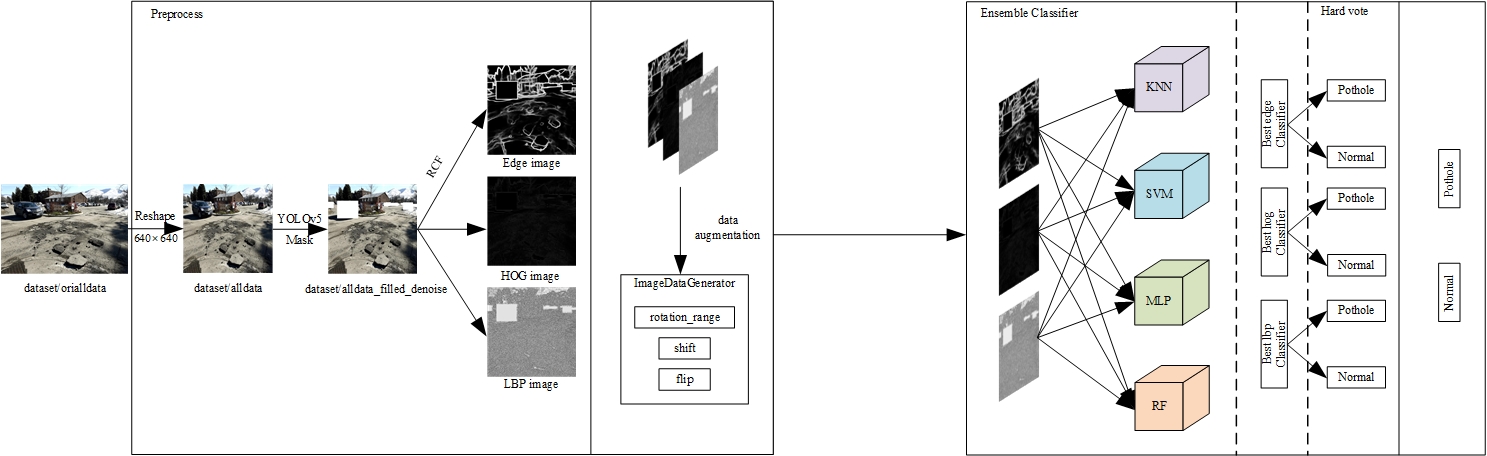 Preprocess
Ensemble Classifier
Hard vote
Reshape
640×640
YOLOv5
Mask
RCF
dataset/orialldata
dataset/alldata
dataset/alldata_filled_denoise
Edge image
HOG image
LBP image
data
augmentation
ImageDataGenerator
rotation_range
shift
flip
KNN
SVM
MLP
RF
Best edge
Classifier
Pothole
Normal
Best hog
Classifier
Pothole
Normal
Best lbp
Classifier
Pothole
Normal
Pothole
Normal